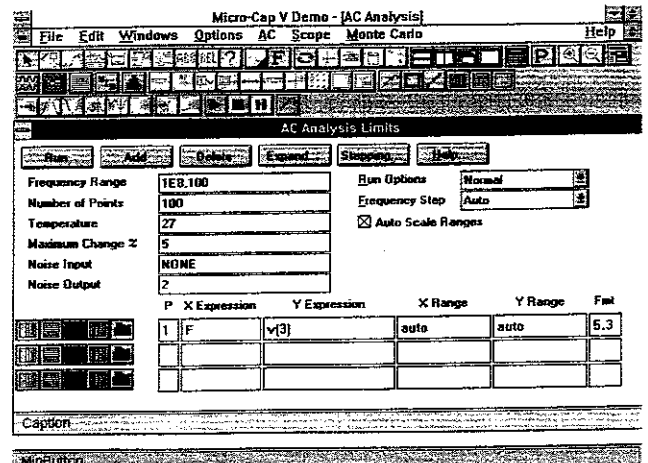 Micro-Cap V Demo - [AC Analysis]
File Edit Windows Options AC Scope Monte Carlo Help
AC Analysis Limits
Run Add Delete Expand... Stepping... Help...
Frequency Range 1E8,100 Run Options Normal
Number of Points 100 Frequency Step Auto
Temperature 27 Auto Scale Ranges
Maximum Change % 5
Noise Input NONE
Noise Output 2
P X Expression Y Expression X Range Y Range Fmt
1 F v(3) auto auto 5.3
Caption
MinButton